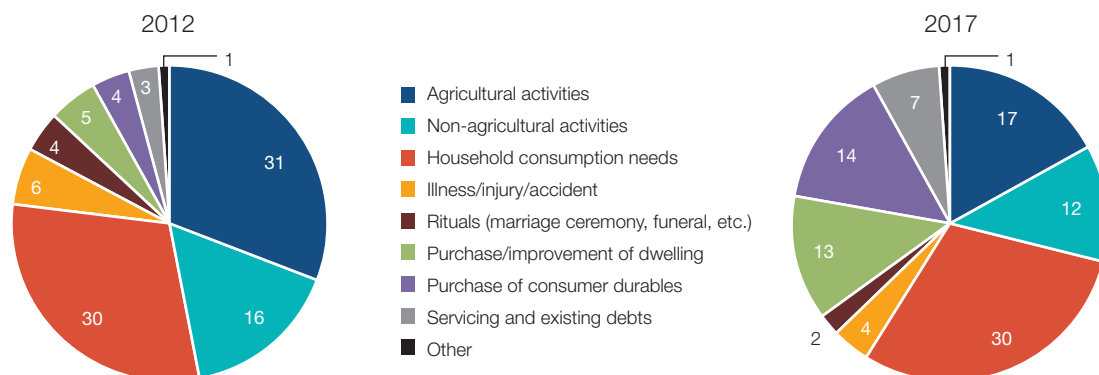 2012
1
31
16
30
6
4
5
4
3
Agricultural activities
Non-agricultural activities
Household consumption needs
Illness/injury/accident
Rituals (marriage ceremony, funeral, etc.)
Purchase/improvement of dwelling
Purchase of consumer durables
Servicing and existing debts
Other
2017
1
17
12
30
4
2
13
14
7